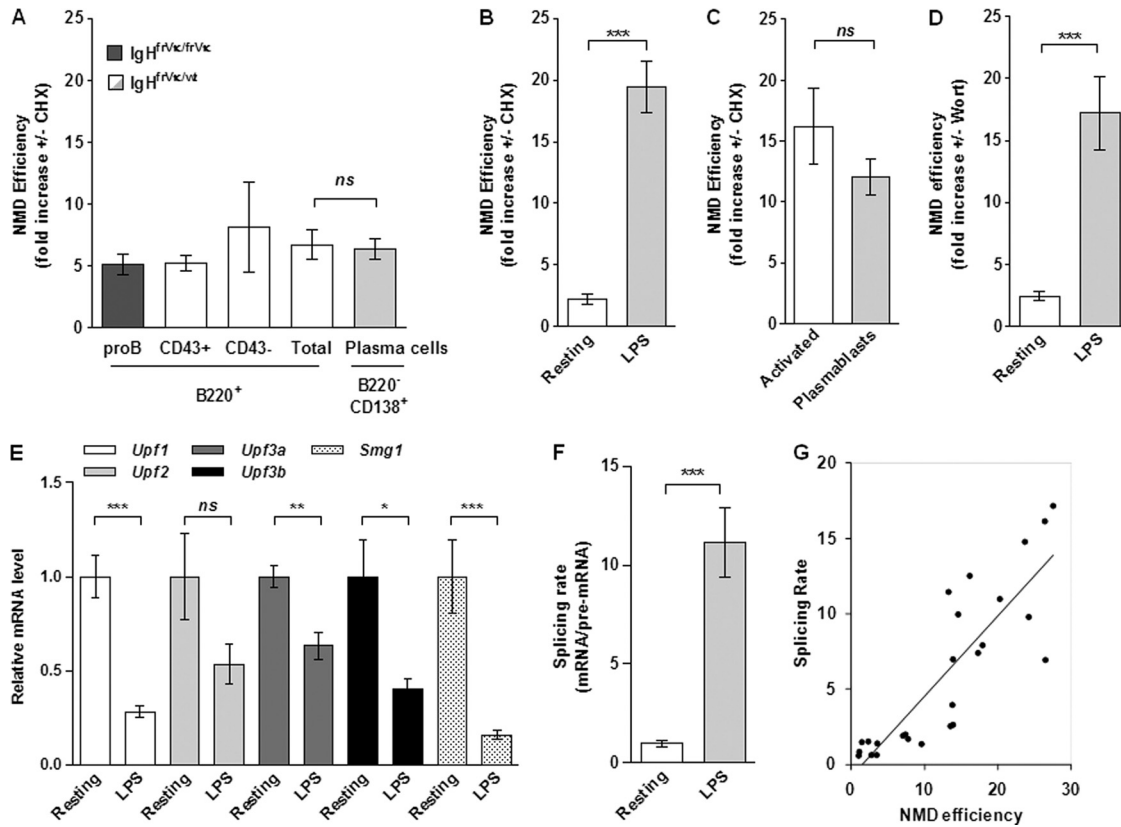 A
NMD Efficiency
(fold increase +/- CHX)
25
20
15
10
5
0
IgH^frVκ/frVκ
IgH^frVκ/wt
ns
proB CD43+ CD43- Total Plasma cells
B220+
B220-
CD138+
B
NMD Efficiency
(fold increase +/- CHX)
25
20
15
10
5
0
***
Resting LPS
C
NMD Efficiency
(fold increase +/- CHX)
25
20
15
10
5
0
ns
Activated Plasmablasts
D
NMD efficiency
(fold increase +/- Wort)
25
20
15
10
5
0
***
Resting LPS
E
Upf1 Upf3a Smg1
Upf2 Upf3b
Relative mRNA level
1.5
1.0
0.5
0.0
*** ns ** * ***
Resting LPS Resting LPS Resting LPS Resting LPS Resting LPS
F
Splicing rate
(mRNA/pre-mRNA)
15
10
5
0
***
Resting LPS
G
Splicing Rate
20
15
10
5
0
0 10 20 30
NMD efficiency